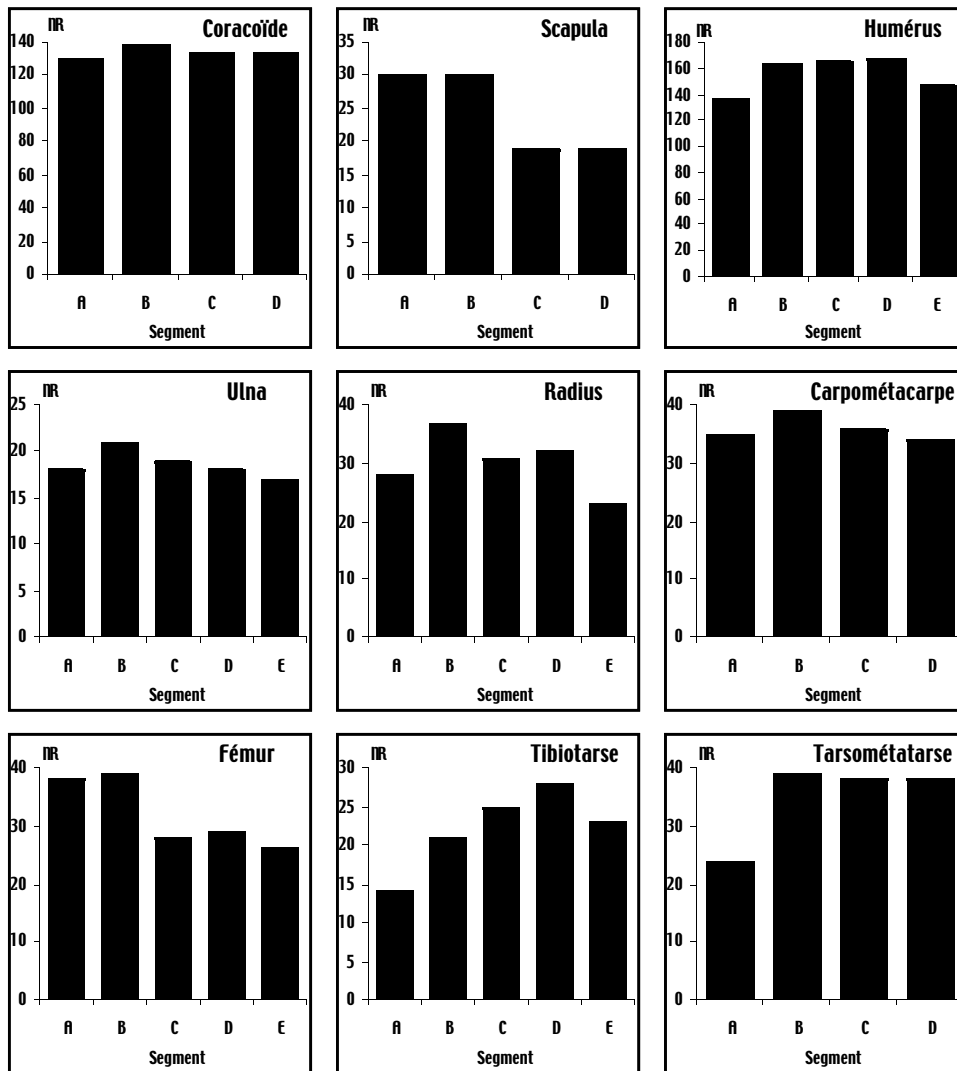 NR Coracoïde
140
120
100
80
60
40
20
0
A B C D
Segment
NR Scapula
35
30
25
20
15
10
5
0
A B C D
Segment
NR Humérus
180
160
140
120
100
80
60
40
20
0
A B C D E
Segment
NR Ulna
25
20
15
10
5
0
A B C D E
Segment
NR Radius
40
30
20
10
0
A B C D E
Segment
NR Carpométacarpe
40
30
20
10
0
A B C D
Segment
NR Fémur
40
30
20
10
0
A B C D E
Segment
NR Tibiotarse
30
25
20
15
10
5
0
A B C D E
Segment
NR Tarsométatarse
40
30
20
10
0
A B C D
Segment